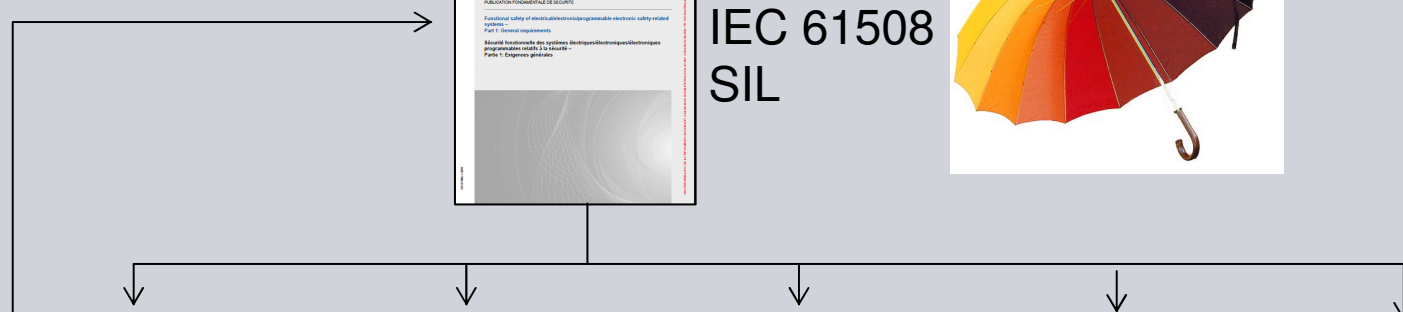 PUBLICATION FONDAMENTALE DE SÉCURITÉ
Functional safety of electrical/electronic/programmable electronic safety-related
systems –
Part 1: General requirements
Sécurité fonctionnelle des systèmes électriques/électroniques/électroniques
programmables relatifs à la sécurité –
Partie 1: Exigences générales
IEC 61508
SIL